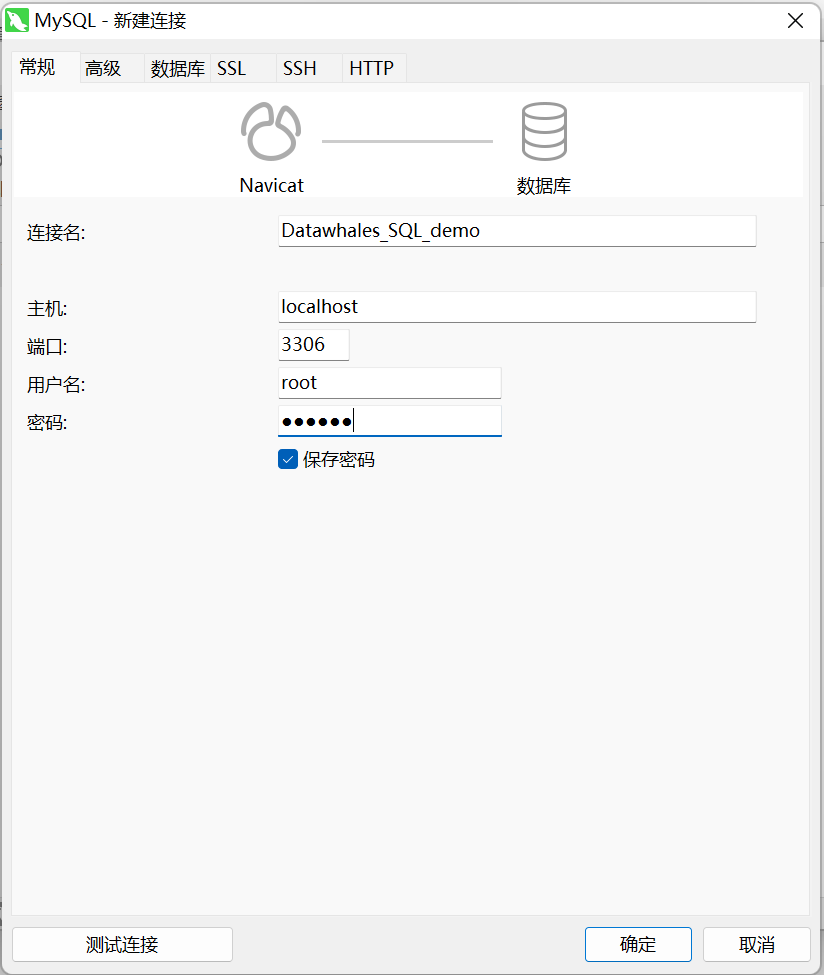 MySQL - 新建连接
常规 高级 数据库 SSL SSH HTTP
Navicat 数据库
连接名: Datawhales_SQL_demo
主机: localhost
端口: 3306
用户名: root
密码: ●●●●●●
保存密码
测试连接 确定 取消